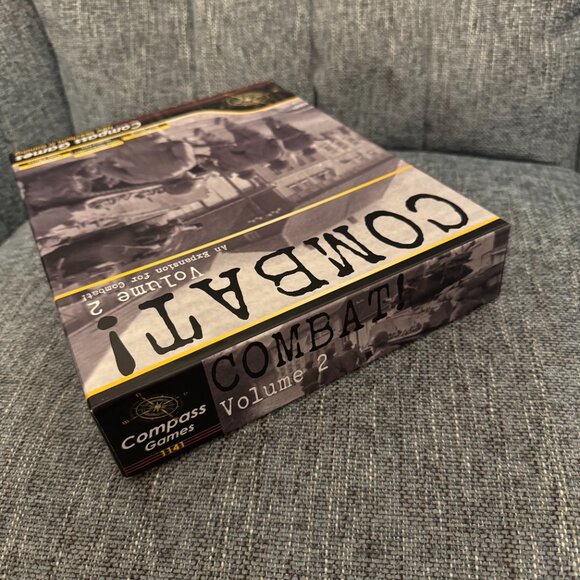 Compass Games
COMBAT!
Volume 2
An Expansion for Combat!
COMBAT!
Volume 2
Compass
Games
1141